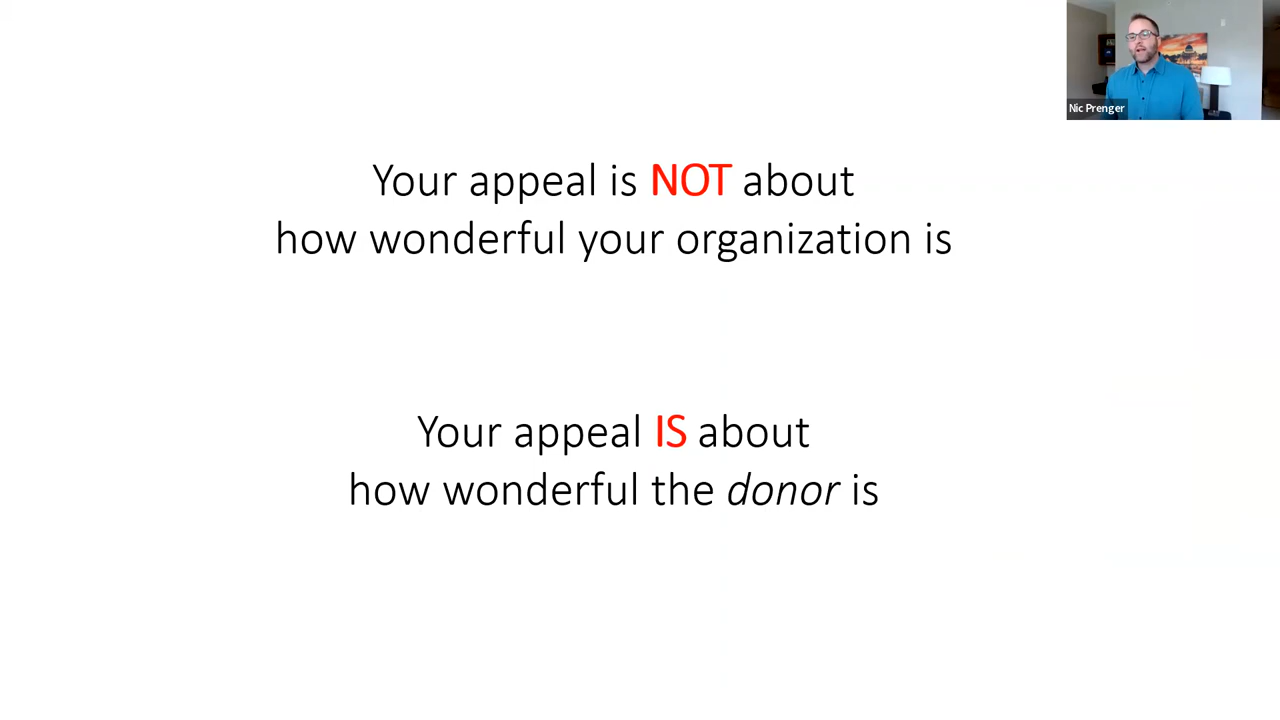 Nic Prenger
Your appeal is NOT about
how wonderful your organization is
Your appeal IS about
how wonderful the donor is